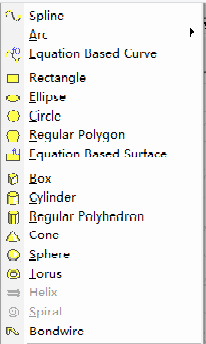 Spline
Arc
Equation Based Curve
Rectangle
Ellipse
Circle
Regular Polygon
Equation Based Surface
Box
Cylinder
Regular Polyhedron
Cone
Sphere
Torus
Helix
Spiral
Bondwire